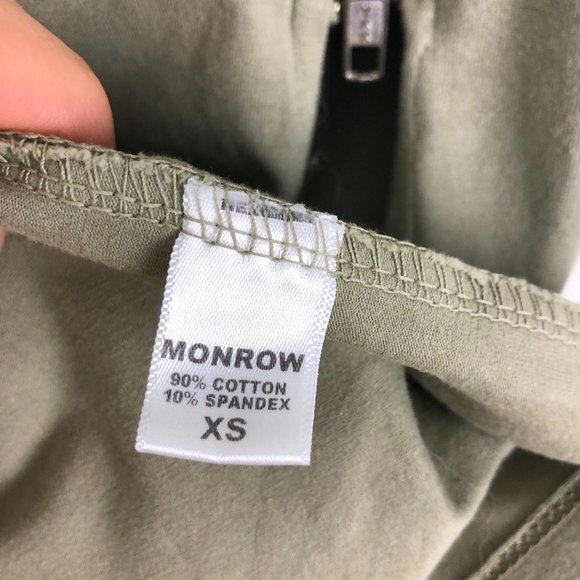 MONROW
90% COTTON
10% SPANDEX
XS